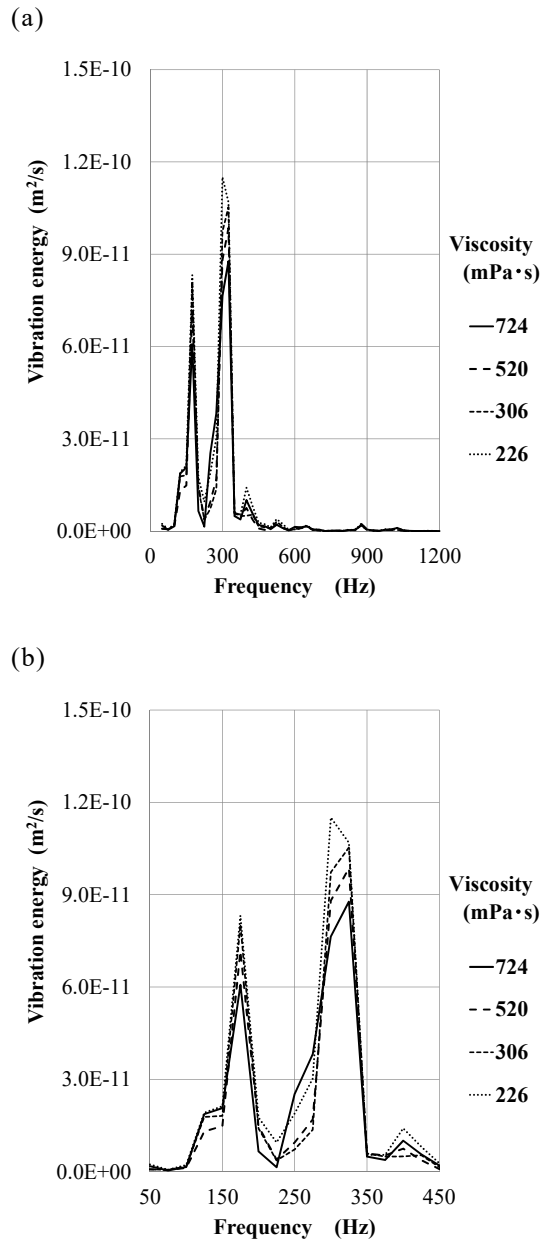 (a)
1.5E-10
1.2E-10
9.0E-11
6.0E-11
3.0E-11
0.0E+00
Vibration energy (m²/s)
0 300 600 900 1200
Frequency (Hz)
Viscosity
(mPa・s)
724
520
306
226
(b)
1.5E-10
1.2E-10
9.0E-11
6.0E-11
3.0E-11
0.0E+00
Vibration energy (m²/s)
50 150 250 350 450
Frequency (Hz)
Viscosity
(mPa・s)
724
520
306
226